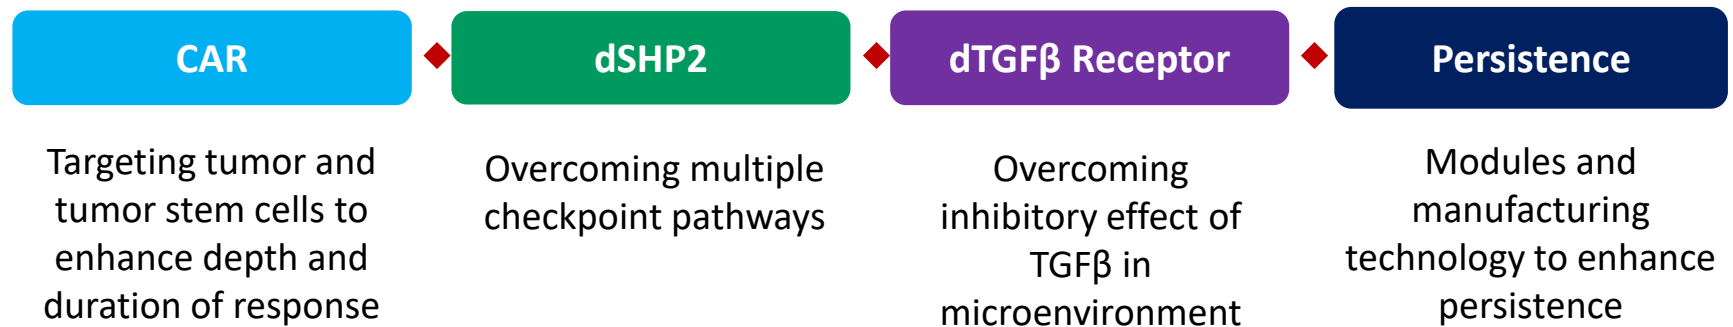 CAR
Targeting tumor and
tumor stem cells to
enhance depth and
duration of response
dSHP2
Overcoming multiple
checkpoint pathways
dTGFβ Receptor
Overcoming
inhibitory effect of
TGFβ in
microenvironment
Persistence
Modules and
manufacturing
technology to enhance
persistence